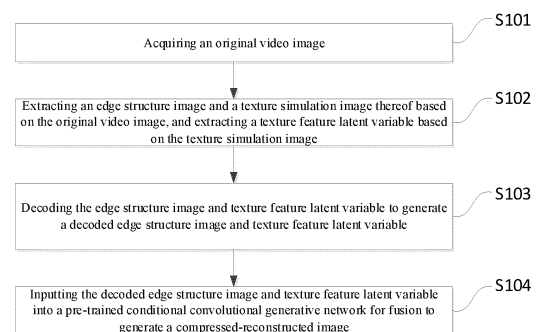 S101
Acquiring an original video image
S102
Extracting an edge structure image and a texture simulation image thereof based
on the original video image, and extracting a texture feature latent variable based
on the texture simulation image
S103
Decoding the edge structure image and texture feature latent variable to generate
a decoded edge structure image and texture feature latent variable
S104
Inputting the decoded edge structure image and texture feature latent variable
into a pre-trained conditional convolutional generative network for fusion to
generate a compressed-reconstructed image